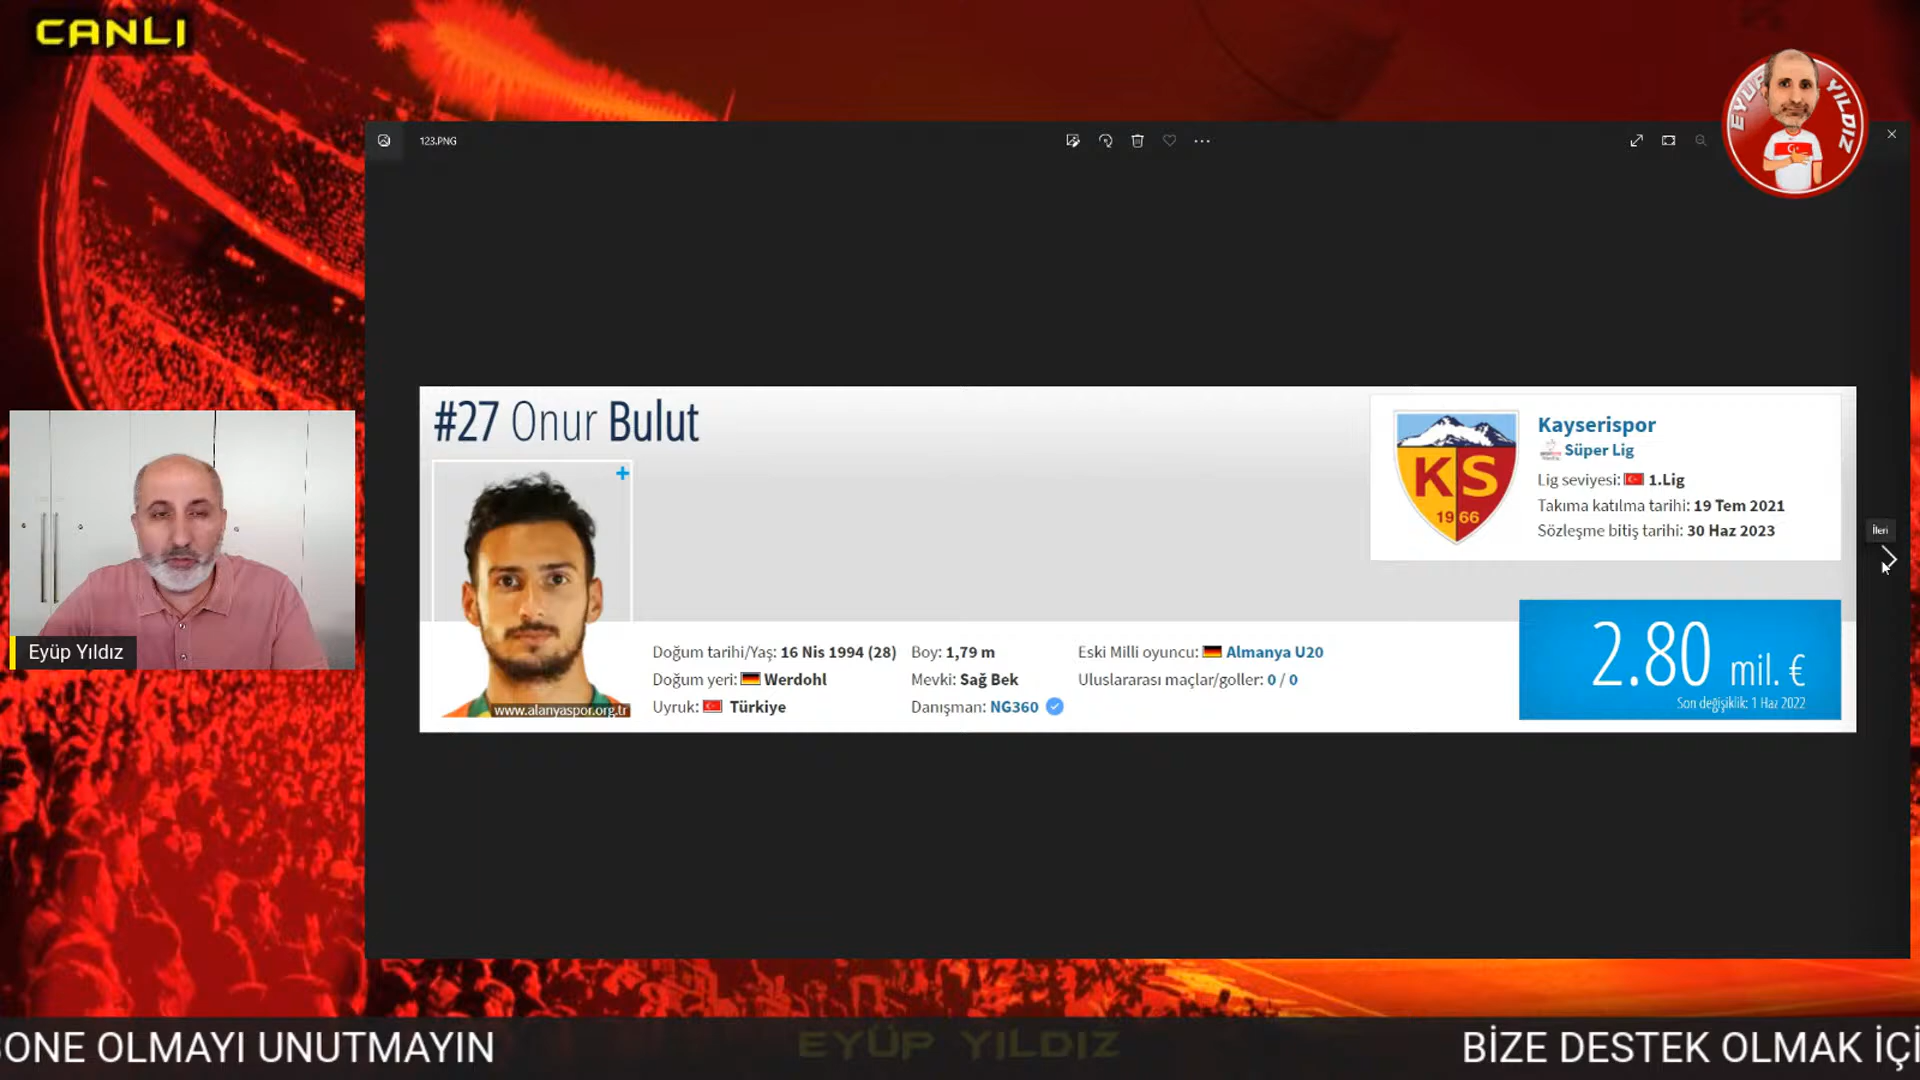 CANLI
EYÜP YILDIZ
123.PNG
#27 Onur Bulut
www.alanyaspor.org.tr
Doğum tarihi/Yaş: 16 Nis 1994 (28)
Doğum yeri: Werdohl
Uyruk: Türkiye
Boy: 1,79 m
Mevki: Sağ Bek
Danışman: NG360
Eski Milli oyuncu: Almanya U20
Uluslararası maçlar/goller: 0 / 0
KS
1966
Kayserispor
Süper Lig
Lig seviyesi: 1.Lig
Takıma katılma tarihi: 19 Tem 2021
Sözleşme bitiş tarihi: 30 Haz 2023
2.80 mil. €
Son değişiklik: 1 Haz 2022
İleri
Eyüp Yıldız
BONE OLMAYI UNUTMAYIN
EYÜP YILDIZ
BİZE DESTEK OLMAK İÇİ